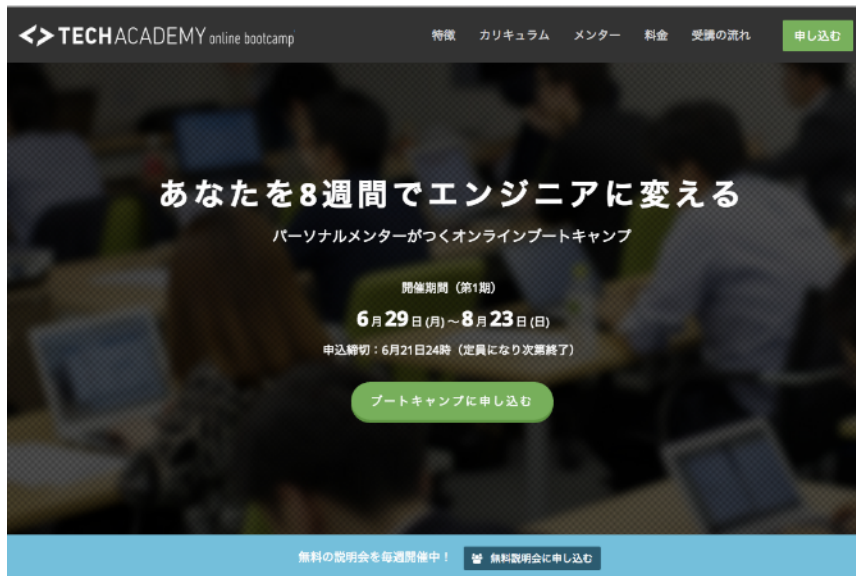 <> TECHACADEMY online bootcamp
特徴 カリキュラム メンター 料金 受講の流れ 申し込む
あなたを8週間でエンジニアに変える
パーソナルメンターがつくオンラインブートキャンプ
開催期間（第1期）
6月29日(月)～8月23日(日)
申込締切：6月21日24時（定員になり次第終了）
ブートキャンプに申し込む
無料の説明会を毎週開催中！ 無料説明会に申し込む